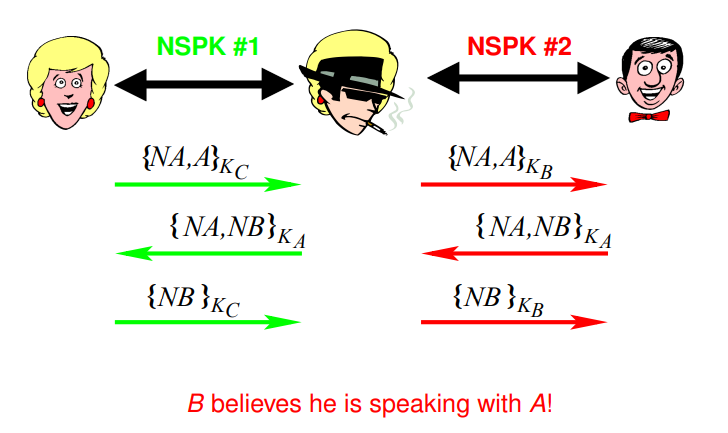 NSPK #1 NSPK #2
{NA,A}K_C {NA,A}K_B
{NA,NB}K_A {NA,NB}K_A
{NB}K_C {NB}K_B
B believes he is speaking with A!